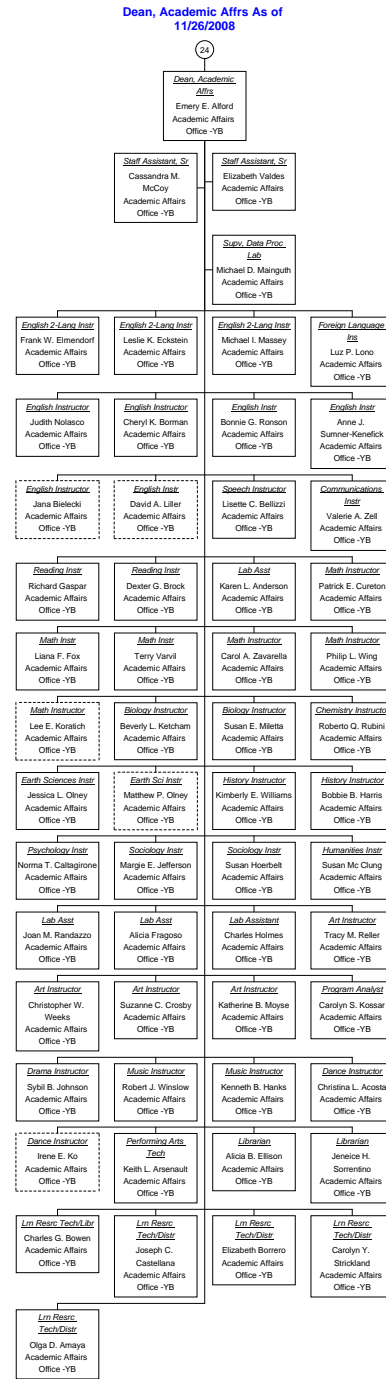 Dean, Academic Affrs As of
11/26/2008
24
Dean, Academic
Affrs
Emery E. Alford
Academic Affairs
Office -YB
Staff Assistant, Sr
Cassandra M.
McCoy
Academic Affairs
Office -YB
Staff Assistant, Sr
Elizabeth Valdes
Academic Affairs
Office -YB
Supv, Data Proc
Lab
Michael D. Mainguth
Academic Affairs
Office -YB
English 2-Lang Instr
Frank W. Elmendorf
Academic Affairs
Office -YB
English 2-Lang Instr
Leslie K. Eckstein
Academic Affairs
Office -YB
English 2-Lang Instr
Michael I. Massey
Academic Affairs
Office -YB
Foreign Language
Ins
Luz P. Lono
Academic Affairs
Office -YB
English Instructor
Judith Nolasco
Academic Affairs
Office -YB
English Instructor
Cheryl K. Borman
Academic Affairs
Office -YB
English Instr
Bonnie G. Ronson
Academic Affairs
Office -YB
English Instr
Anne J.
Sumner-Kenefick
Academic Affairs
Office -YB
English Instructor
Jana Bielecki
Academic Affairs
Office -YB
English Instr
David A. Liller
Academic Affairs
Office -YB
Speech Instructor
Lisette C. Bellizzi
Academic Affairs
Office -YB
Communications
Instr
Valerie A. Zell
Academic Affairs
Office -YB
Reading Instr
Richard Gaspar
Academic Affairs
Office -YB
Reading Instr
Dexter G. Brock
Academic Affairs
Office -YB
Lab Asst
Karen L. Anderson
Academic Affairs
Office -YB
Math Instructor
Patrick E. Cureton
Academic Affairs
Office -YB
Math Instr
Liana F. Fox
Academic Affairs
Office -YB
Math Instr
Terry Varvil
Academic Affairs
Office -YB
Math Instructor
Carol A. Zavarella
Academic Affairs
Office -YB
Math Instructor
Philip L. Wing
Academic Affairs
Office -YB
Math Instructor
Lee E. Koratich
Academic Affairs
Office -YB
Biology Instructor
Beverly L. Ketcham
Academic Affairs
Office -YB
Biology Instructor
Susan E. Miletta
Academic Affairs
Office -YB
Chemistry Instructor
Roberto Q. Rubini
Academic Affairs
Office -YB
Earth Sciences Instr
Jessica L. Olney
Academic Affairs
Office -YB
Earth Sci Instr
Matthew P. Olney
Academic Affairs
Office -YB
History Instructor
Kimberly E. Williams
Academic Affairs
Office -YB
History Instructor
Bobbie B. Harris
Academic Affairs
Office -YB
Psychology Instr
Norma T. Caltagirone
Academic Affairs
Office -YB
Sociology Instr
Margie E. Jefferson
Academic Affairs
Office -YB
Sociology Instr
Susan Hoerbelt
Academic Affairs
Office -YB
Humanities Instr
Susan Mc Clung
Academic Affairs
Office -YB
Lab Asst
Joan M. Randazzo
Academic Affairs
Office -YB
Lab Asst
Alicia Fragoso
Academic Affairs
Office -YB
Lab Assistant
Charles Holmes
Academic Affairs
Office -YB
Art Instructor
Tracy M. Reller
Academic Affairs
Office -YB
Art Instructor
Christopher W.
Weeks
Academic Affairs
Office -YB
Art Instructor
Suzanne C. Crosby
Academic Affairs
Office -YB
Art Instructor
Katherine B. Moyse
Academic Affairs
Office -YB
Program Analyst
Carolyn S. Kossar
Academic Affairs
Office -YB
Drama Instructor
Sybil B. Johnson
Academic Affairs
Office -YB
Music Instructor
Robert J. Winslow
Academic Affairs
Office -YB
Music Instructor
Kenneth B. Hanks
Academic Affairs
Office -YB
Dance Instructor
Christina L. Acosta
Academic Affairs
Office -YB
Dance Instructor
Irene E. Ko
Academic Affairs
Office -YB
Performing Arts
Tech
Keith L. Arsenault
Academic Affairs
Office -YB
Librarian
Alicia B. Ellison
Academic Affairs
Office -YB
Librarian
Jeneice H.
Sorrentino
Academic Affairs
Office -YB
Lrn Resrc Tech/Libr
Charles G. Bowen
Academic Affairs
Office -YB
Lrn Resrc
Tech/Distr
Joseph C.
Castellana
Academic Affairs
Office -YB
Lrn Resrc
Tech/Distr
Elizabeth Borrero
Academic Affairs
Office -YB
Lrn Resrc
Tech/Distr
Carolyn Y.
Strickland
Academic Affairs
Office -YB
Lrn Resrc
Tech/Distr
Olga D. Amaya
Academic Affairs
Office -YB